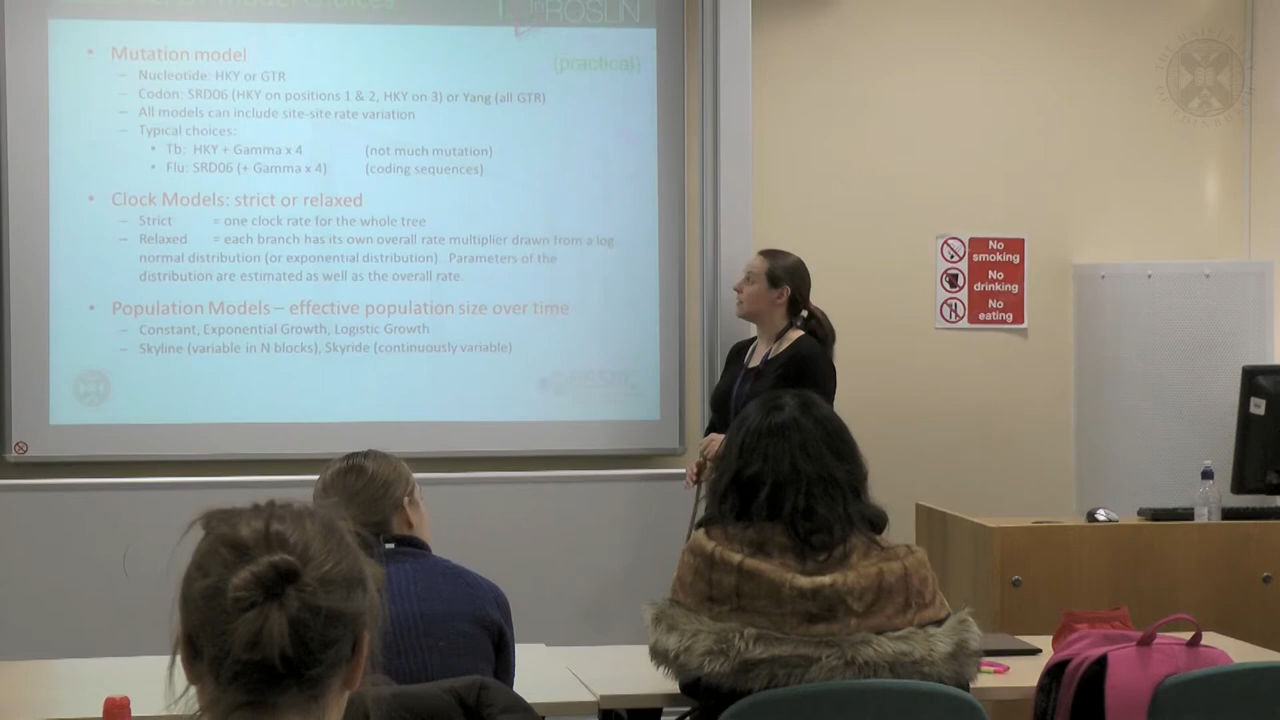 Model Choices
ROSLIN
• Mutation model
(practical)
– Nucleotide: HKY or GTR
– Codon: SRD06 (HKY on positions 1 & 2, HKY on 3) or Yang (all GTR)
– All models can include site-site rate variation
– Typical choices:
• Tb: HKY + Gamma x 4 (not much mutation)
• Flu: SRD06 (+ Gamma x 4) (coding sequences)
• Clock Models: strict or relaxed
– Strict = one clock rate for the whole tree
– Relaxed = each branch has its own overall rate multiplier drawn from a log
normal distribution (or exponential distribution) Parameters of the
distribution are estimated as well as the overall rate.
• Population Models – effective population size over time
– Constant, Exponential Growth, Logistic Growth
– Skyline (variable in N blocks), Skyride (continuously variable)
No
smoking
No
drinking
No
eating